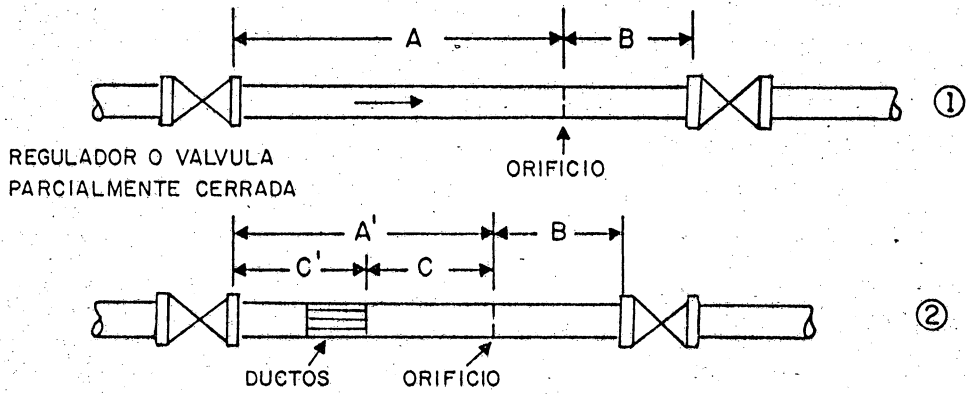 A B
①
REGULADOR O VALVULA
PARCIALMENTE CERRADA
ORIFICIO
A' B
C' C
②
DUCTOS ORIFICIO